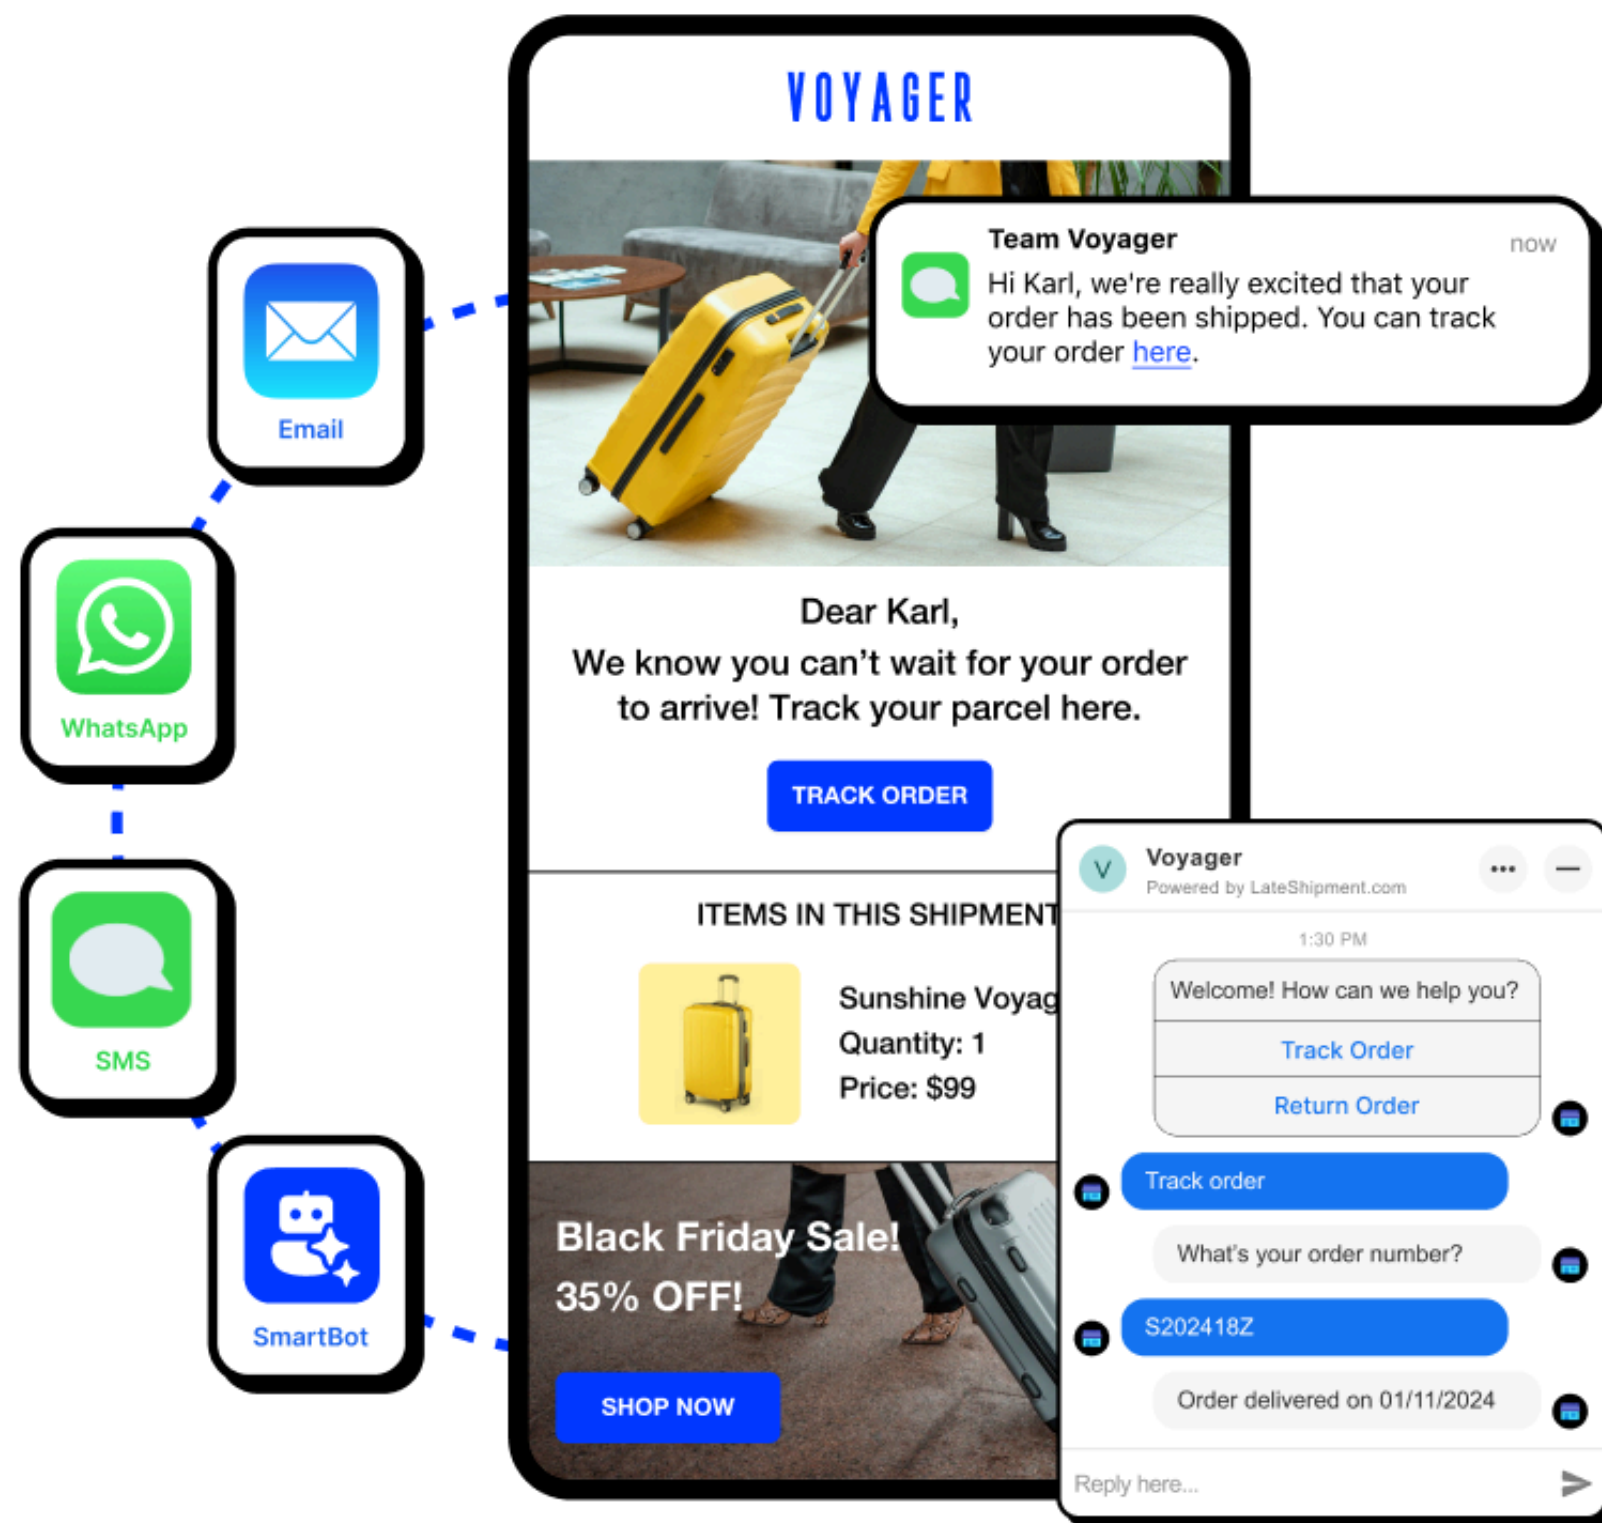 VOYAGER
Team Voyager
now
Hi Karl, we're really excited that your
order has been shipped. You can track
your order here.
Email
WhatsApp
SMS
SmartBot
Dear Karl,
We know you can’t wait for your order
to arrive! Track your parcel here.
TRACK ORDER
ITEMS IN THIS SHIPMENT
Sunshine Voyag
Quantity: 1
Price: $99
Black Friday Sale!
35% OFF!
SHOP NOW
V
Voyager
Powered by LateShipment.com
1:30 PM
Welcome! How can we help you?
Track Order
Return Order
Track order
What's your order number?
S202418Z
Order delivered on 01/11/2024
Reply here...